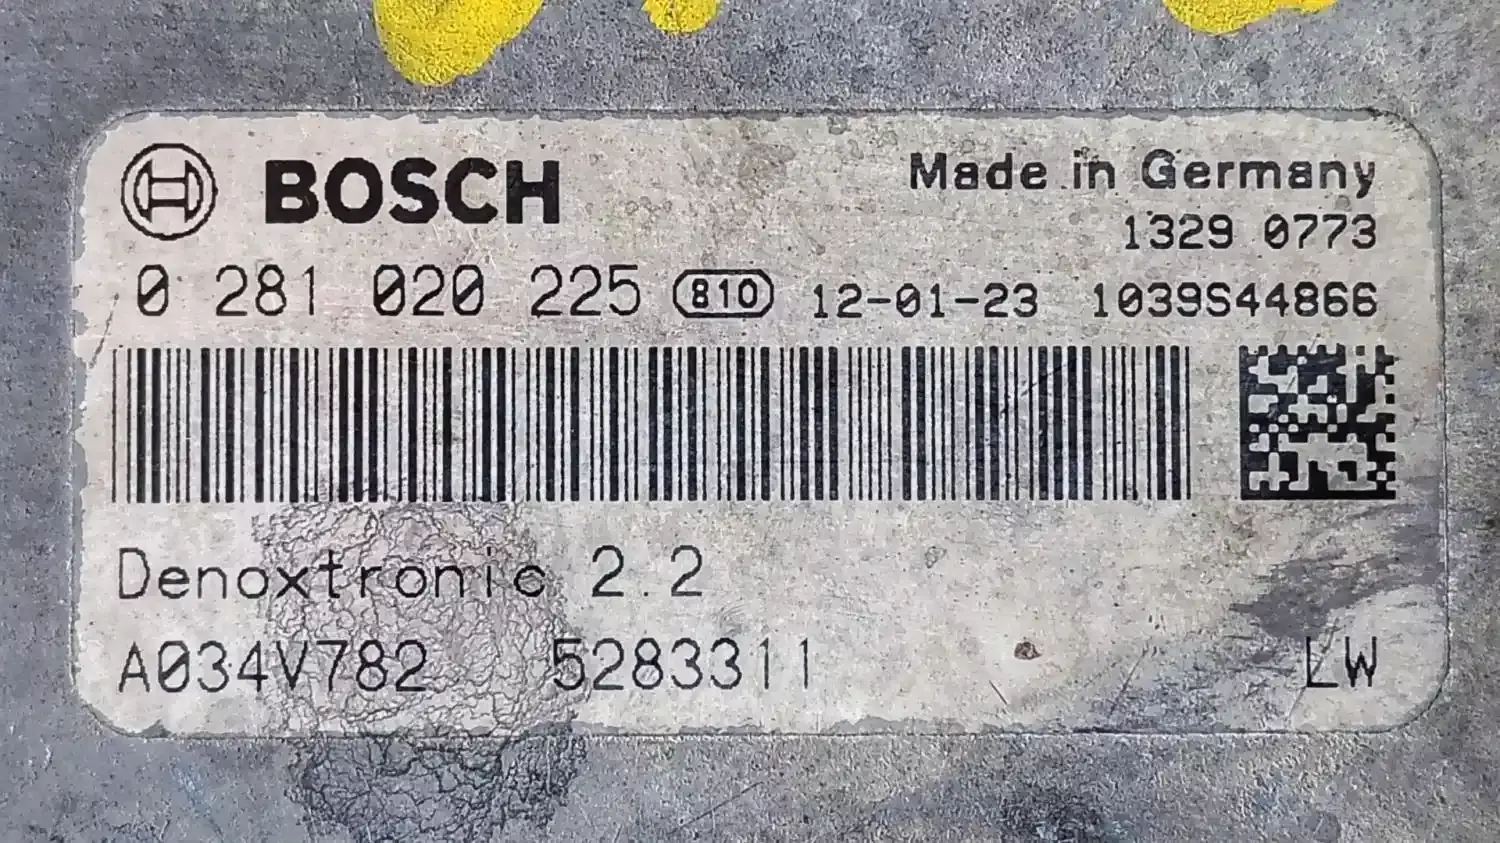 BOSCH
Made in Germany
1329 0773
0 281 020 225 810 12-01-23 1039S44866
Denoxtronic 2.2
A034V782 5283311 LW